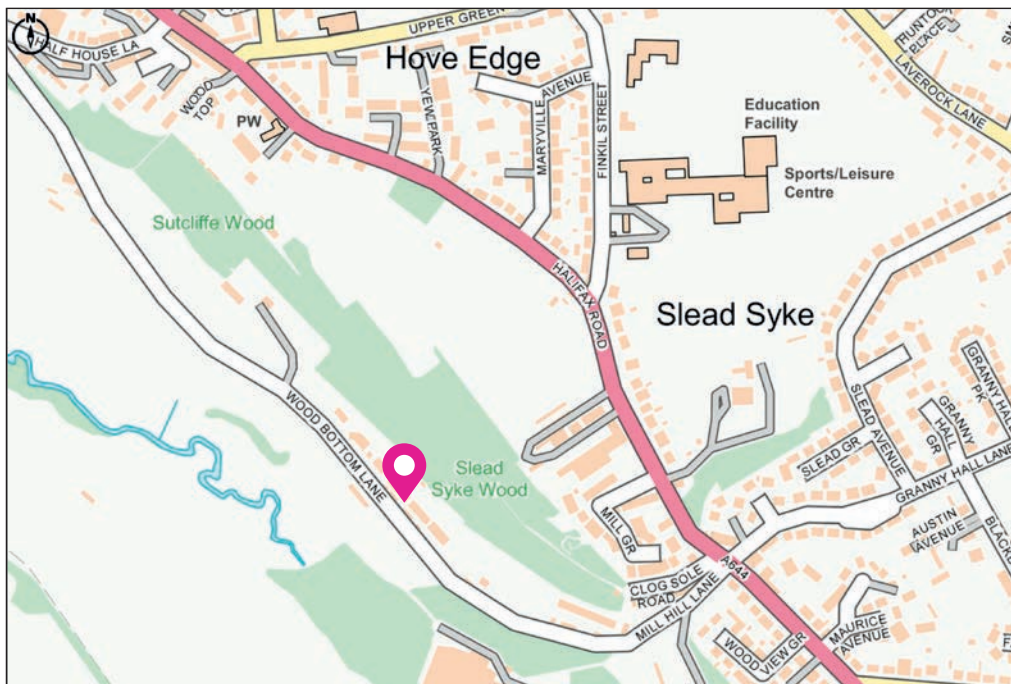 N
HALF HOUSE LA
UPPER GREEN
Hove Edge
WOOD
TOP
PW
YEW PARK
MARYVILLE
AVENUE
FINKIL STREET
Education
Facility
Sports/Leisure
Centre
LAVEROCK LANE
PLACE
Sutcliffe Wood
HALIFAX ROAD
Slead Syke
WOOD BOTTOM LANE
Slead
Syke Wood
MILL GR
CLOG SOLE
ROAD
MILL HILL LANE
A644
SLEAD GR
SLEAD AVENUE
GRANNY
HALL
GR
GRANNY HALL
PK
GRANNY HALL LANE
AUSTIN
AVENUE
WOOD
VIEW GR
MAURICE
AVENUE